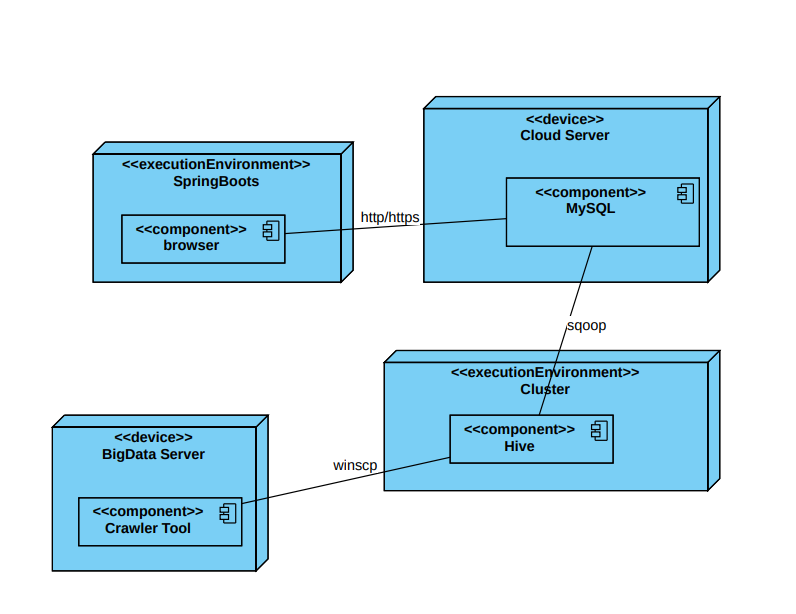 <<device>>
Cloud Server
<<executionEnvironment>>
SpringBoots
<<component>>
MySQL
http/https
<<component>>
browser
sqoop
<<executionEnvironment>>
Cluster
<<component>>
Hive
<<device>>
BigData Server
winscp
<<component>>
Crawler Tool